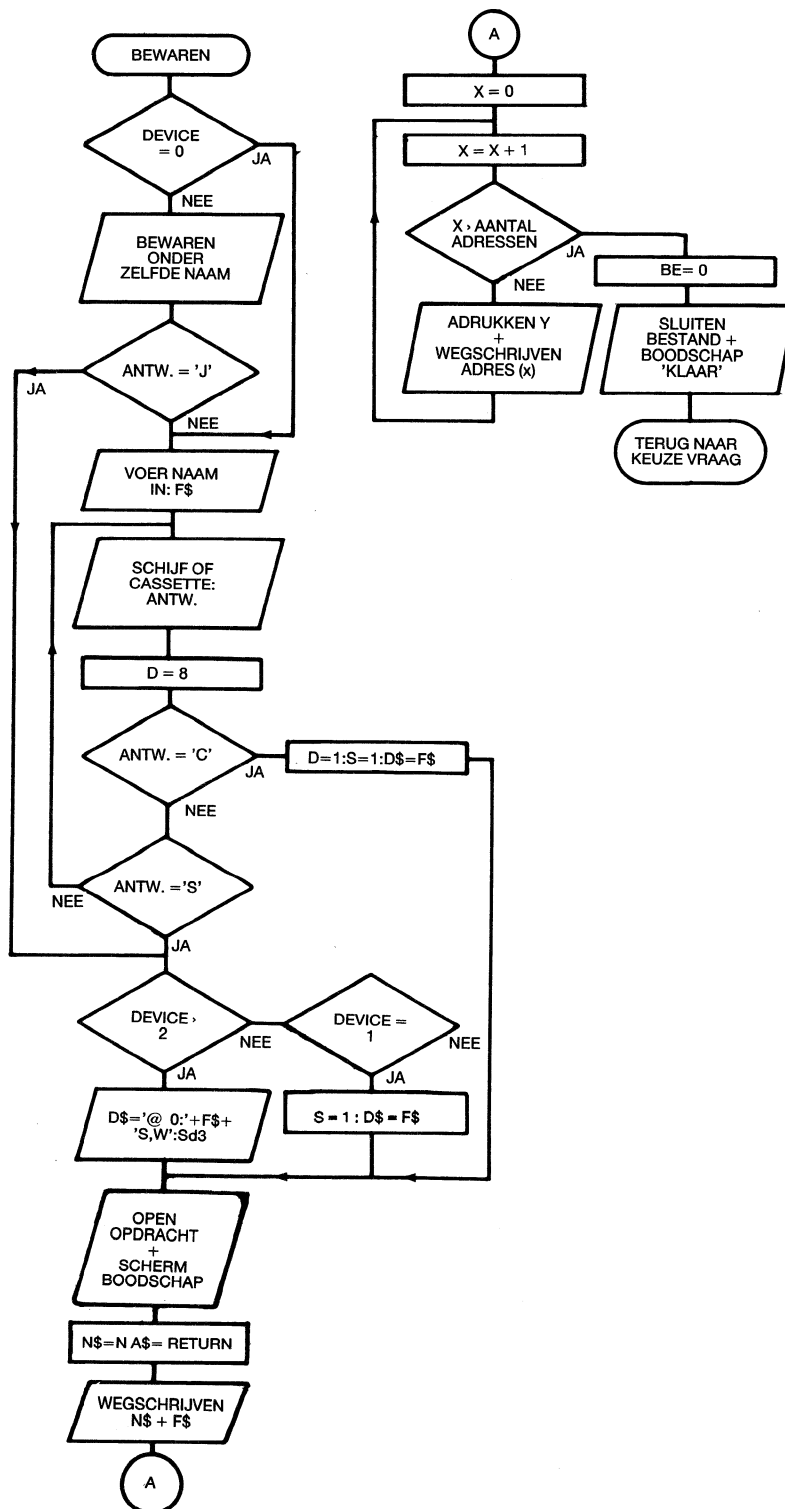 BEWAREN
DEVICE
= 0
JA
NEE
BEWAREN
ONDER
ZELFDE NAAM
ANTW. = 'J'
JA
NEE
VOER NAAM
IN: F$
SCHIJF OF
CASSETTE:
ANTW.
D = 8
ANTW. = 'C'
JA
D=1:S=1:D$=F$
NEE
ANTW. ='S'
NEE
JA
DEVICE >
2
NEE
DEVICE =
1
NEE
JA
JA
D$='@ 0:'+F$+
'S,W':Sd3
S = 1 : D$ = F$
OPEN
OPDRACHT
+
SCHERM
BOODSCHAP
N$=N A$= RETURN
WEGSCHRIJVEN
N$ + F$
A
A
X = 0
X = X + 1
X > AANTAL
ADRESSEN
JA
NEE
BE= 0
ADRUKKEN Y
+
WEGSCHRIJVEN
ADRES (x)
SLUITEN
BESTAND +
BOODSCHAP
'KLAAR'
TERUG NAAR
KEUZE VRAAG